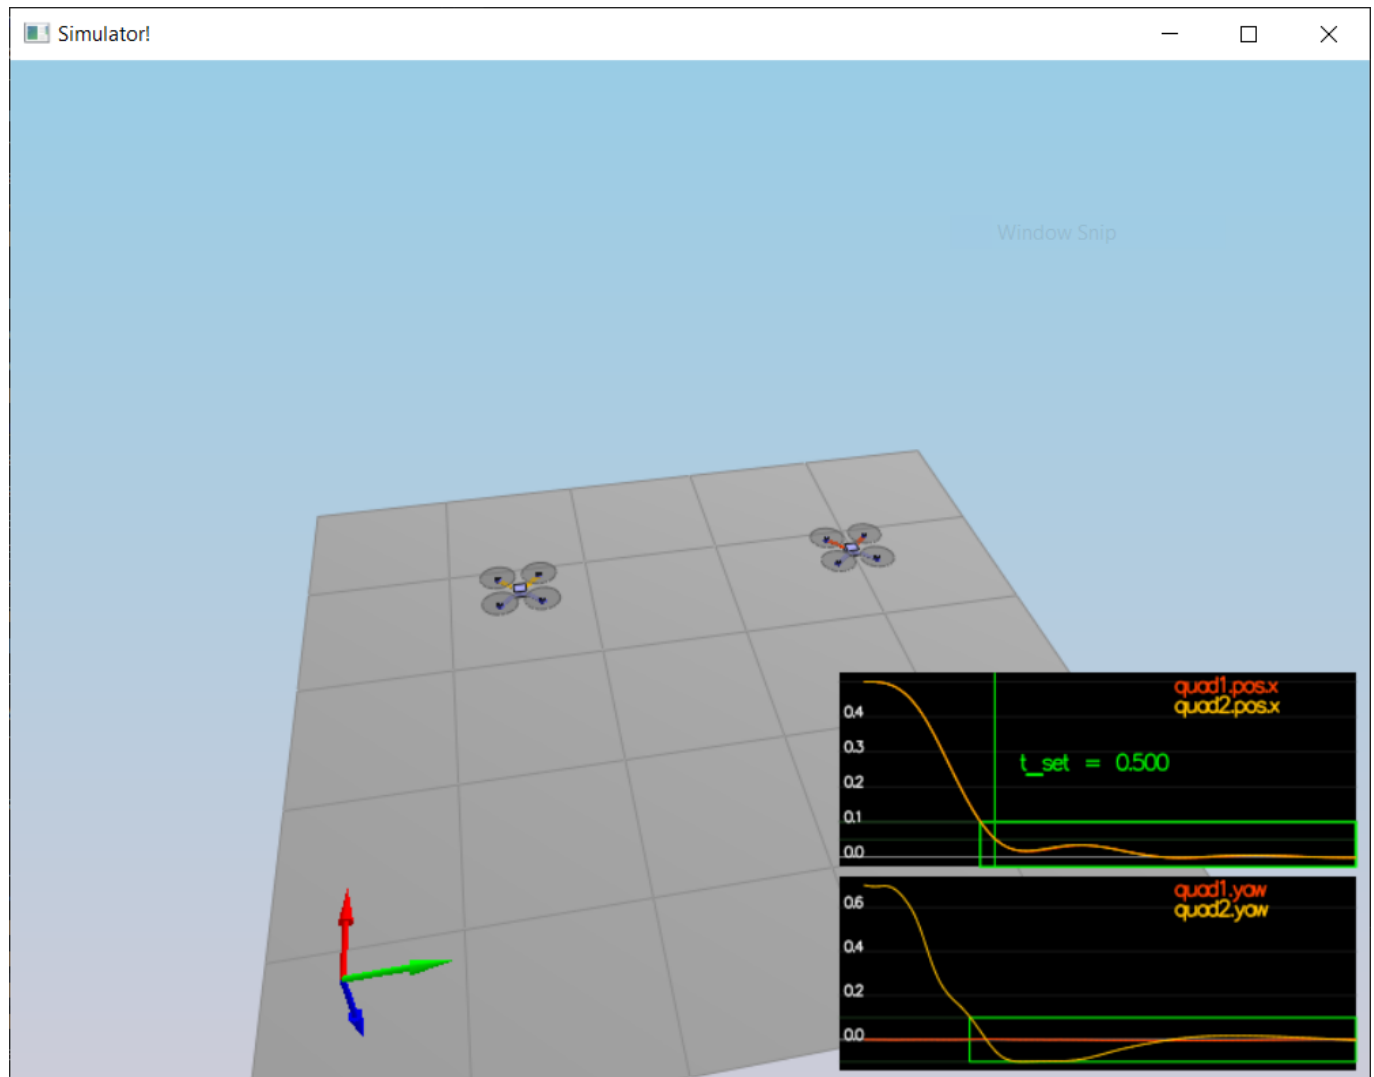 Simulator!
Window Snip
quad1.pos.x
quad2.pos.x
0.4
0.3
t_set = 0.500
0.2
0.1
0.0
quad1.yaw
quad2.yaw
0.6
0.4
0.2
0.0